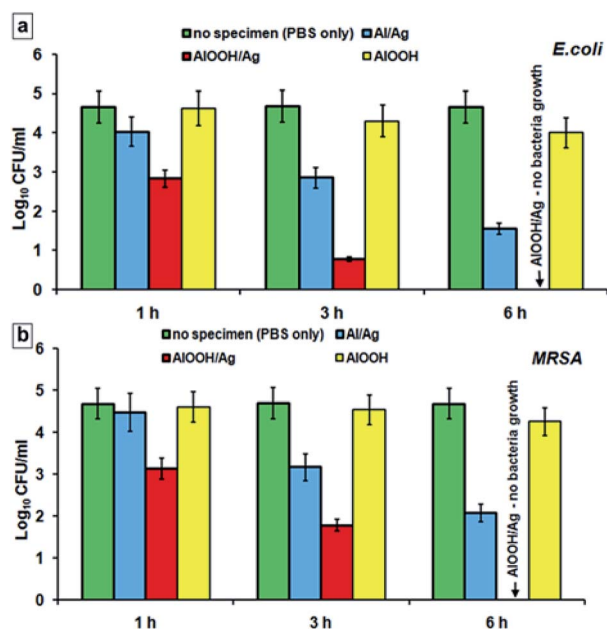 a
no specimen (PBS only)
Al/Ag
AlOOH/Ag
AlOOH
E.coli
Log₁₀ CFU/ml
6
5
4
3
2
1
0
AlOOH/Ag - no bacteria growth
1 h
3 h
6 h
b
no specimen (PBS only)
Al/Ag
AlOOH/Ag
AlOOH
MRSA
Log₁₀ CFU/ml
6
5
4
3
2
1
0
AlOOH/Ag - no bacteria growth
1 h
3 h
6 h